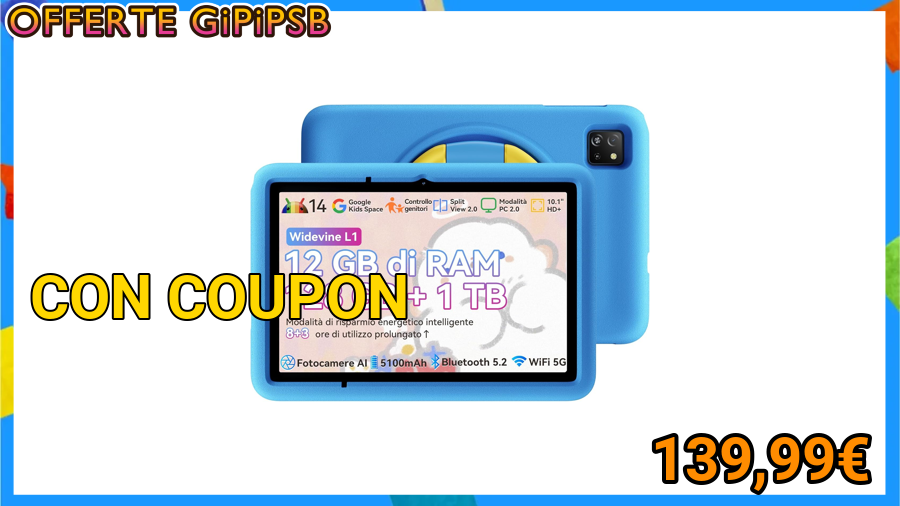 OFFERTE GiPiPSB
14
Google Kids Space
Controllo genitori
Split View 2.0
Modalità PC 2.0
10.1" HD+
Widevine L1
12 GB di RAM
+ 1 TB
CON COUPON
Modalità di risparmio energetico intelligente
8+3 ore di utilizzo prolungato↑
Fotocamere AI
5100mAh
Bluetooth 5.2
WiFi 5G
139,99€